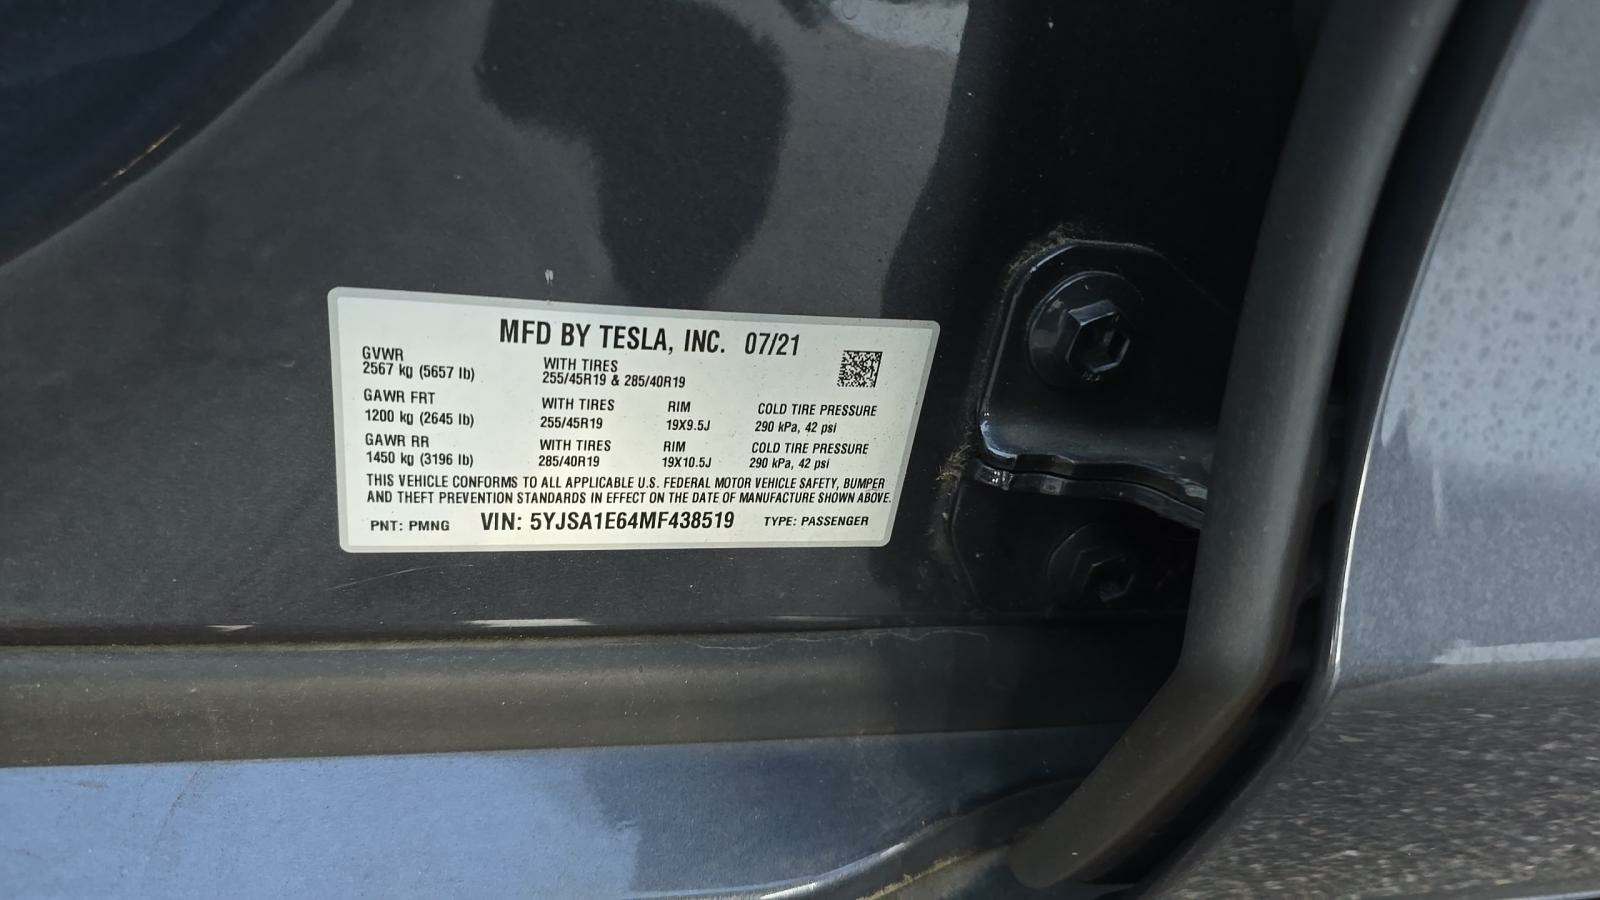 MFD BY TESLA, INC. 07/21
GVWR
2567 kg (5657 lb)
WITH TIRES
255/45R19 & 285/40R19
GAWR FRT
1200 kg (2645 lb)
WITH TIRES
255/45R19
RIM
19X9.5J
COLD TIRE PRESSURE
290 kPa, 42 psi
GAWR RR
1450 kg (3196 lb)
WITH TIRES
285/40R19
RIM
19X10.5J
COLD TIRE PRESSURE
290 kPa, 42 psi
THIS VEHICLE CONFORMS TO ALL APPLICABLE U.S. FEDERAL MOTOR VEHICLE SAFETY, BUMPER
AND THEFT PREVENTION STANDARDS IN EFFECT ON THE DATE OF MANUFACTURE SHOWN ABOVE.
PNT: PMNG VIN: 5YJSA1E64MF438519 TYPE: PASSENGER